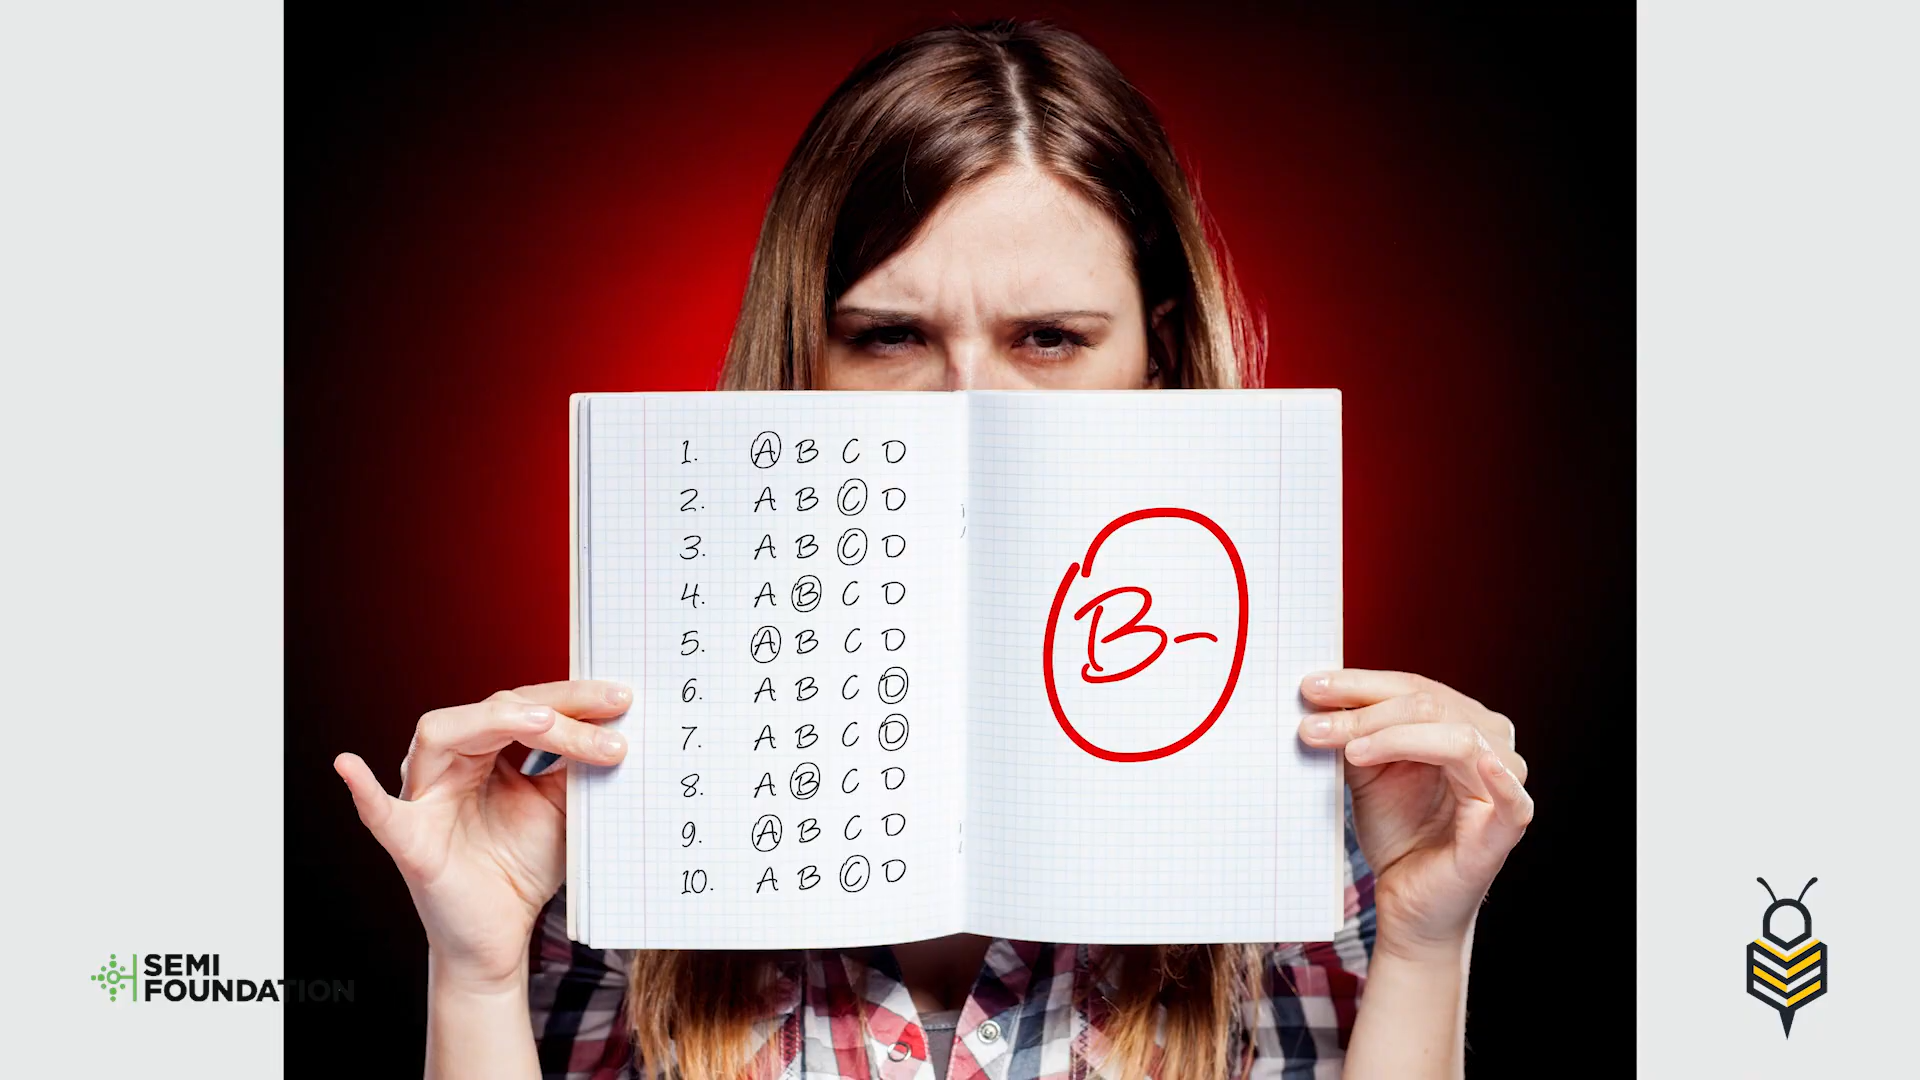 1. A B C D
2. A B C D
3. A B C D
4. A B C D
5. A B C D
6. A B C D
7. A B C D
8. A B C D
9. A B C D
10. A B C D
B-
SEMI
FOUNDATION